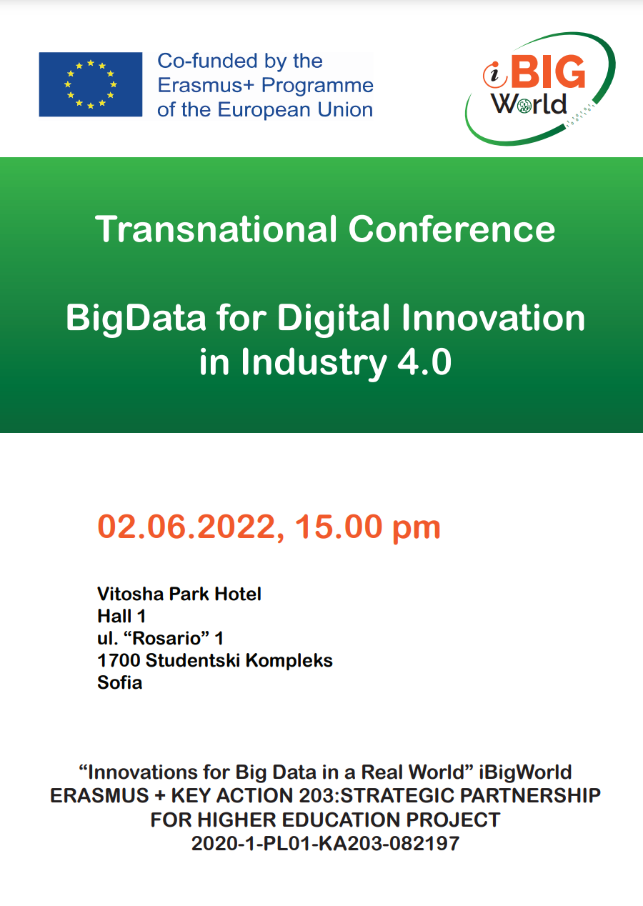 Co-funded by the
Erasmus+ Programme
of the European Union
i BIG
World
Transnational Conference
BigData for Digital Innovation
in Industry 4.0
02.06.2022, 15.00 pm
Vitosha Park Hotel
Hall 1
ul. “Rosario” 1
1700 Studentski Kompleks
Sofia
“Innovations for Big Data in a Real World” iBigWorld
ERASMUS + KEY ACTION 203:STRATEGIC PARTNERSHIP
FOR HIGHER EDUCATION PROJECT
2020-1-PL01-KA203-082197